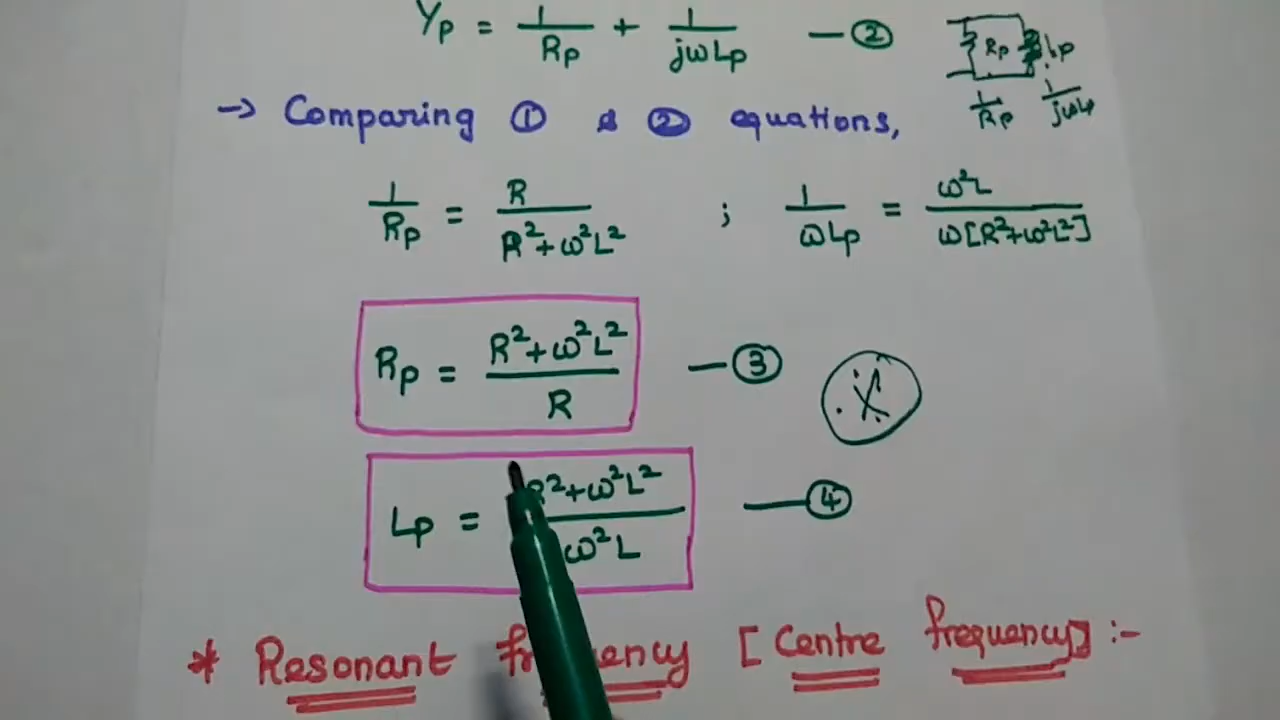 Yp = 1/Rp + 1/jωLp — ②
Rp Lp
1/Rp 1/jωLp
→ Comparing ① & ② equations,
1/Rp = R/R²+ω²L² ; 1/ωLp = ω²L/ω[R²+ω²L²]
Rp = R²+ω²L²/R — ③
Lp = R²+ω²L²/ω²L — ④
* Resonant frequency [Centre frequency] :-